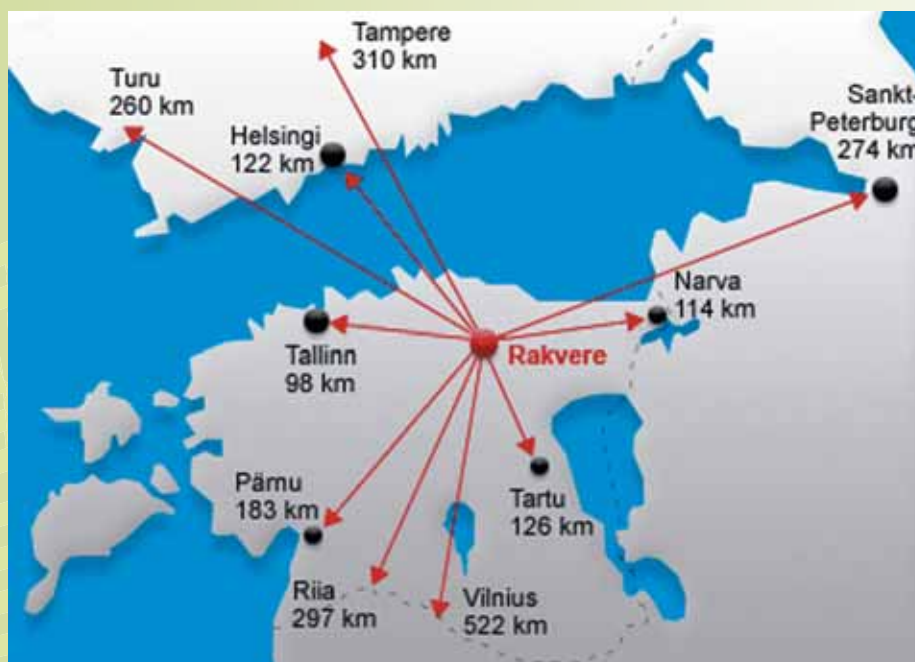 Tampere
310 km
Turu
260 km
Helsingi
122 km
Sankt-
Peterburg
274 km
Narva
114 km
Rakvere
Tallinn
98 km
Pärnu
183 km
Tartu
126 km
Riia
297 km
Vilnius
522 km